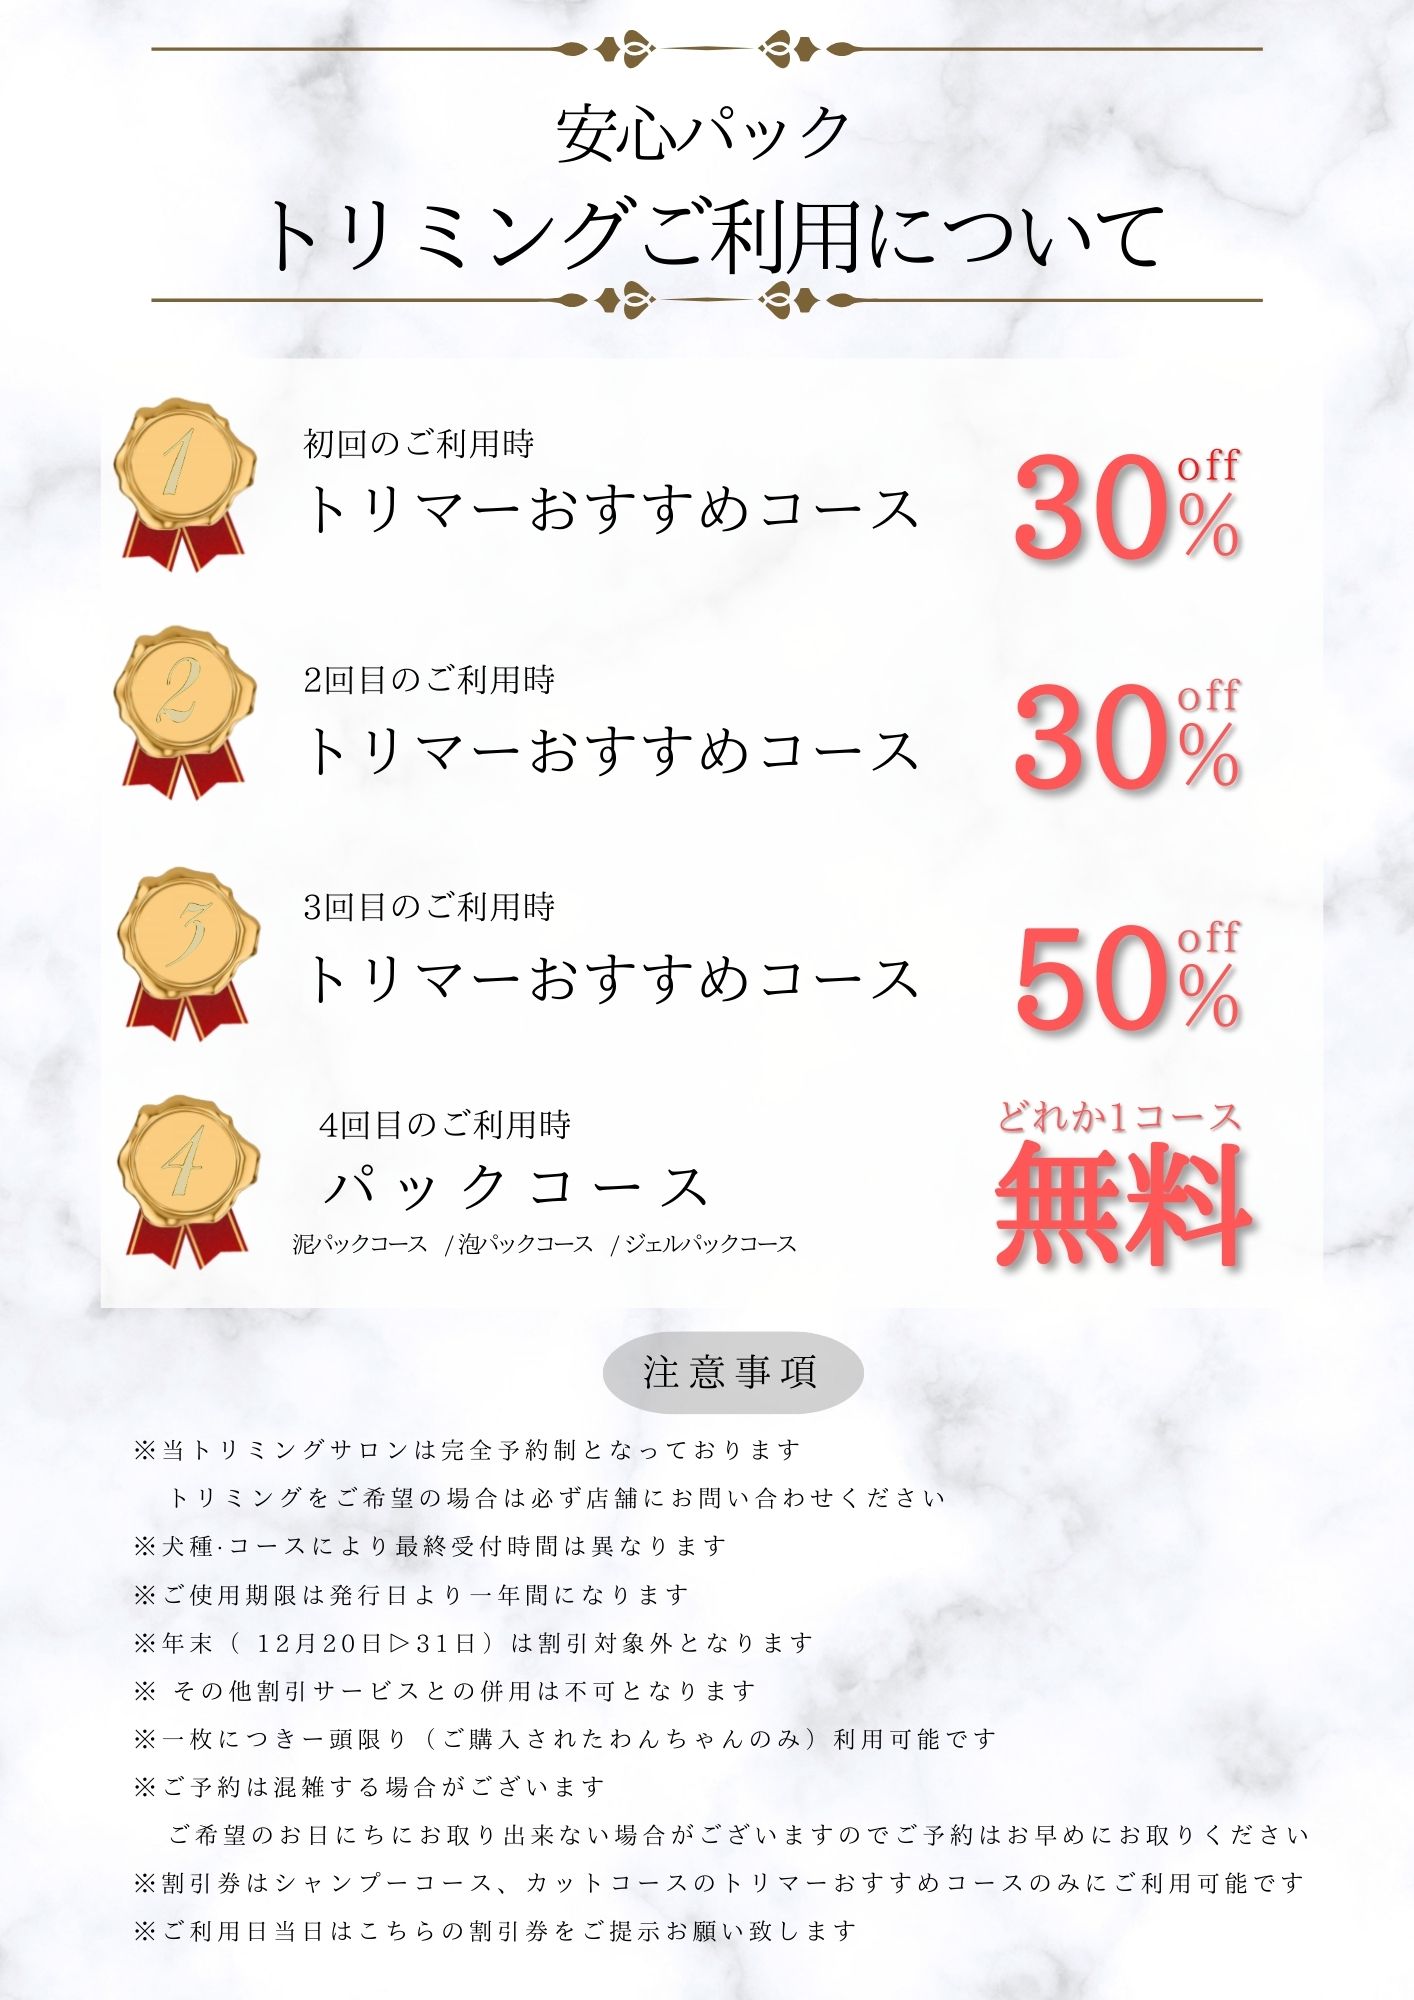 安心パック
トリミングご利用について
1
初回のご利用時
トリマーおすすめコース
30%off
2
2回目のご利用時
トリマーおすすめコース
30%off
3
3回目のご利用時
トリマーおすすめコース
50%off
4
4回目のご利用時
パックコース
泥パックコース /泡パックコース /ジェルパックコース
どれか1コース
無料
注意事項
※当トリミングサロンは完全予約制となっております
トリミングをご希望の場合は必ず店舗にお問い合わせください
※犬種·コースにより最終受付時間は異なります
※ご使用期限は発行日より一年間になります
※年末（ 12月20日▷31日）は割引対象外となります
※ その他割引サービスとの併用は不可となります
※一枚につきー頭限り（ご購入されたわんちゃんのみ）利用可能です
※ご予約は混雑する場合がございます
ご希望のお日にちにお取り出来ない場合がございますのでご予約はお早めにお取りください
※割引券はシャンプーコース、カットコースのトリマーおすすめコースのみにご利用可能です
※ご利用日当日はこちらの割引券をご提示お願い致します